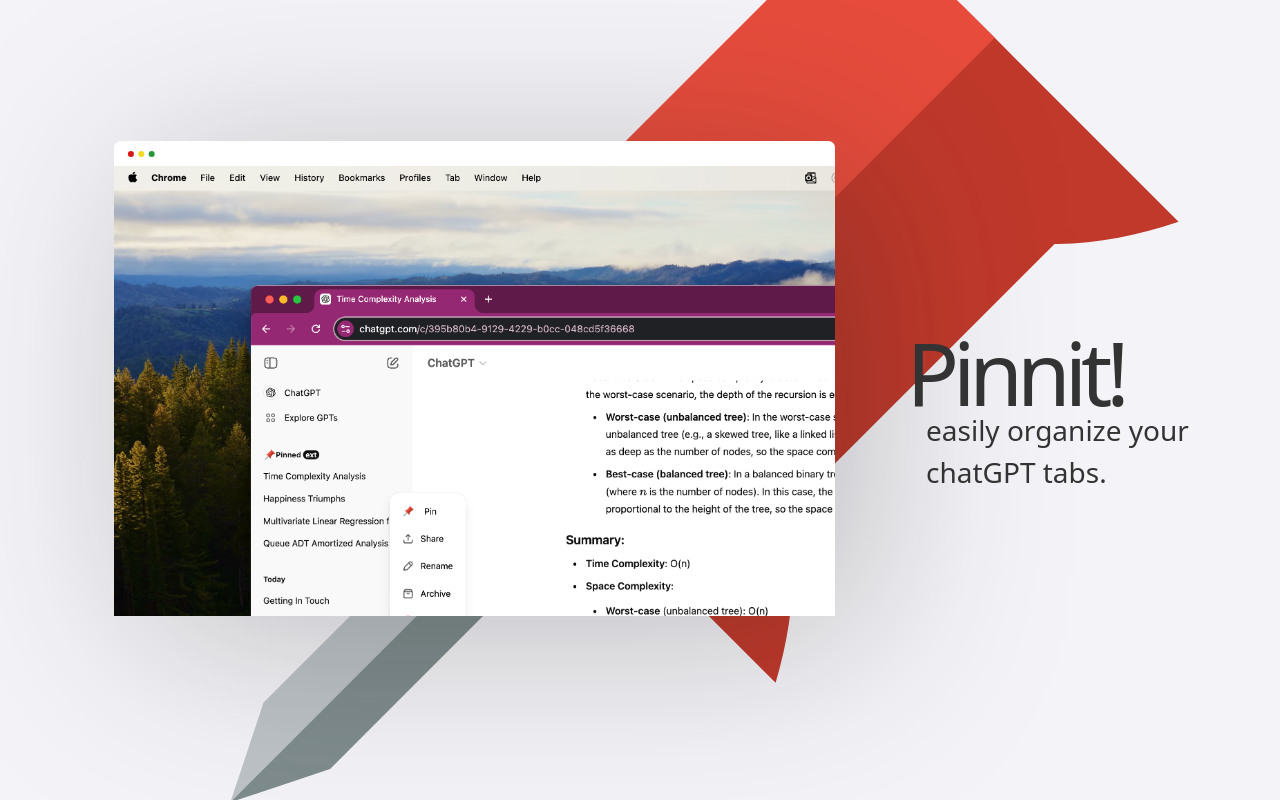 Chrome File Edit View History Bookmarks Profiles Tab Window Help
Time Complexity Analysis
chatgpt.com/c/395b80b4-9129-4229-b0cc-048cd5f36668
ChatGPT
ChatGPT
Explore GPTs
Pinned ext
Time Complexity Analysis
Happiness Triumphs
Multivariate Linear Regression f
Queue ADT Amortized Analysis
Today
Getting In Touch
Pin
Share
Rename
Archive
the worst-case scenario, the depth of the recursion is e
• Worst-case (unbalanced tree): In the worst-case s
unbalanced tree (e.g., a skewed tree, like a linked li
as deep as the number of nodes, so the space com
• Best-case (balanced tree): In a balanced binary tr
(where n is the number of nodes). In this case, the
proportional to the height of the tree, so the space
Summary:
• Time Complexity: O(n)
• Space Complexity:
• Worst-case (unbalanced tree): O(n)
Pinnit!
easily organize your
chatGPT tabs.